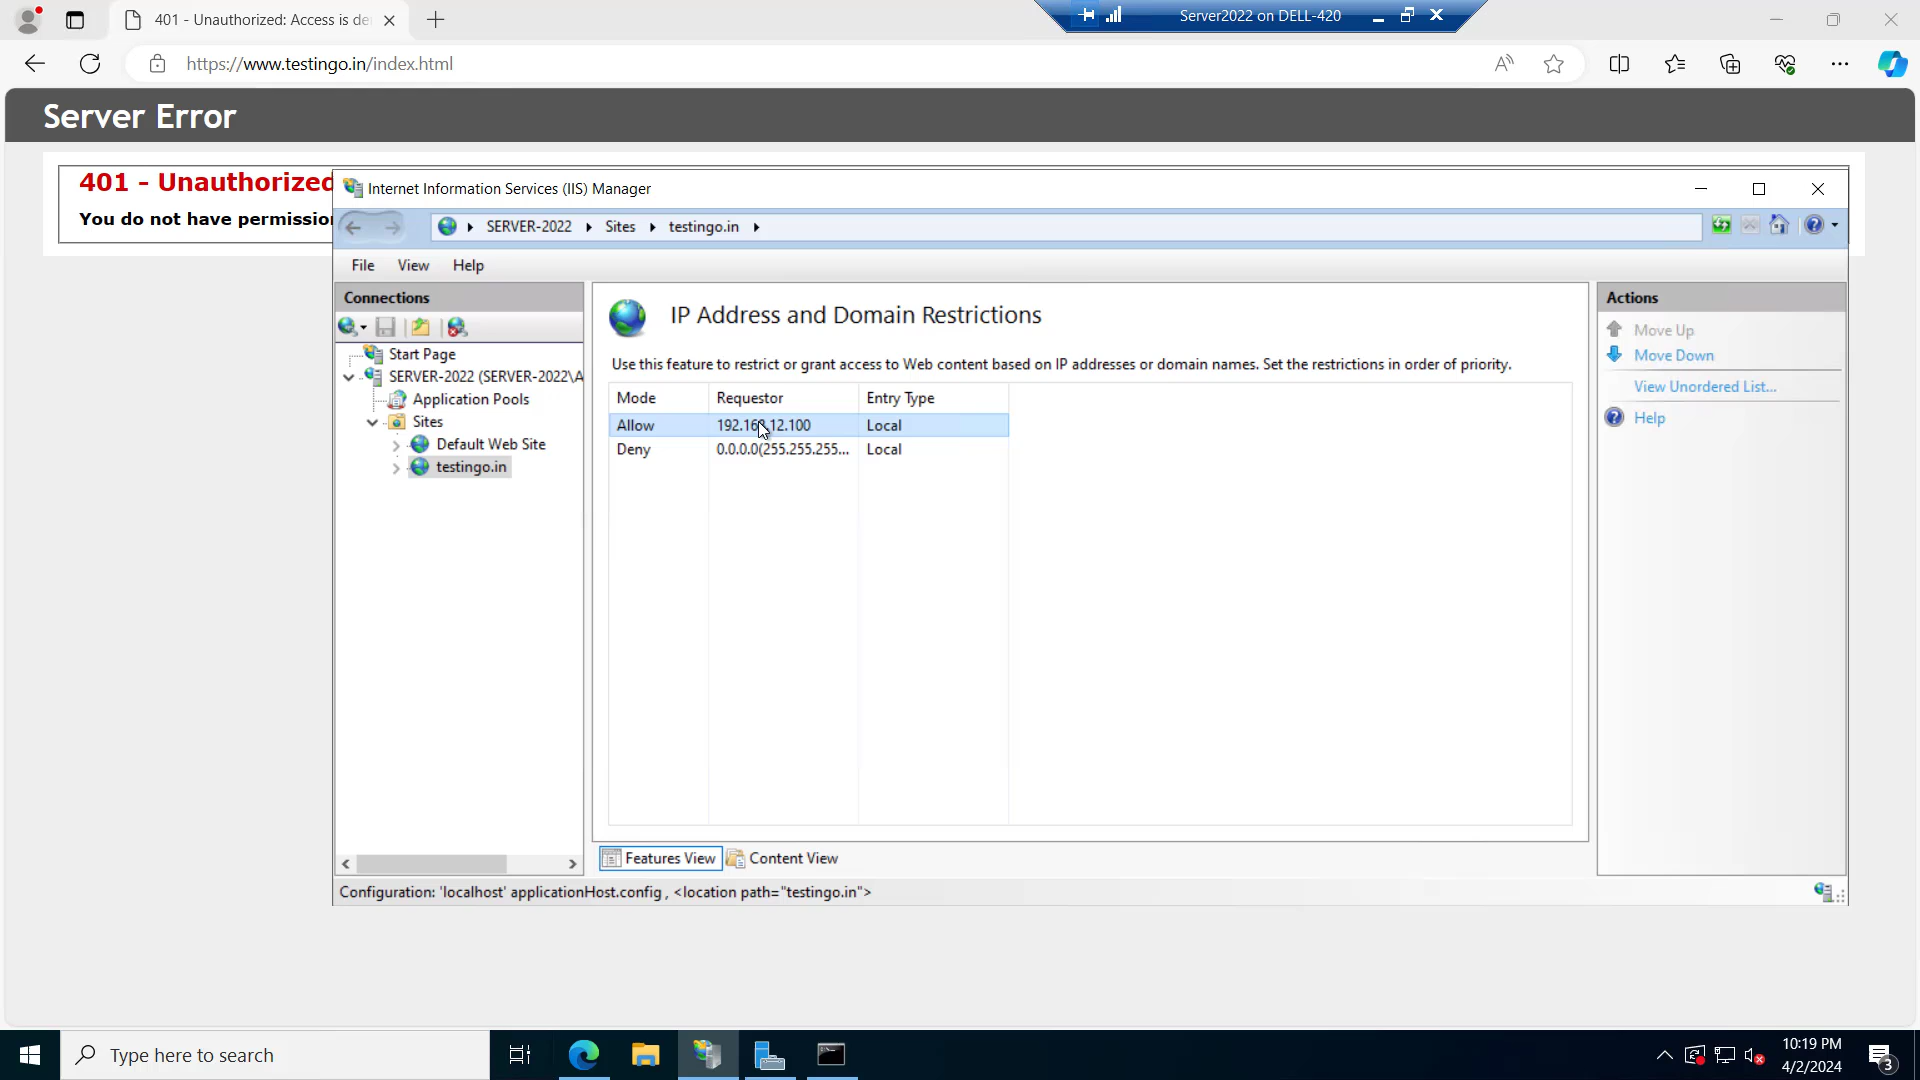 401 - Unauthorized: Access is de
Server2022 on DELL-420
https://www.testingo.in/index.html
Server Error
401 - Unauthorized
You do not have permission
Internet Information Services (IIS) Manager
SERVER-2022 Sites testingo.in
File View Help
Connections
Start Page
SERVER-2022 (SERVER-2022\A
Application Pools
Sites
Default Web Site
testingo.in
IP Address and Domain Restrictions
Use this feature to restrict or grant access to Web content based on IP addresses or domain names. Set the restrictions in order of priority.
Mode Requestor Entry Type
Allow 192.168.12.100 Local
Deny 0.0.0.0(255.255.255... Local
Actions
Move Up
Move Down
View Unordered List...
Help
Features View Content View
Configuration: 'localhost' applicationHost.config , <location path="testingo.in">
Type here to search
10:19 PM
4/2/2024
3